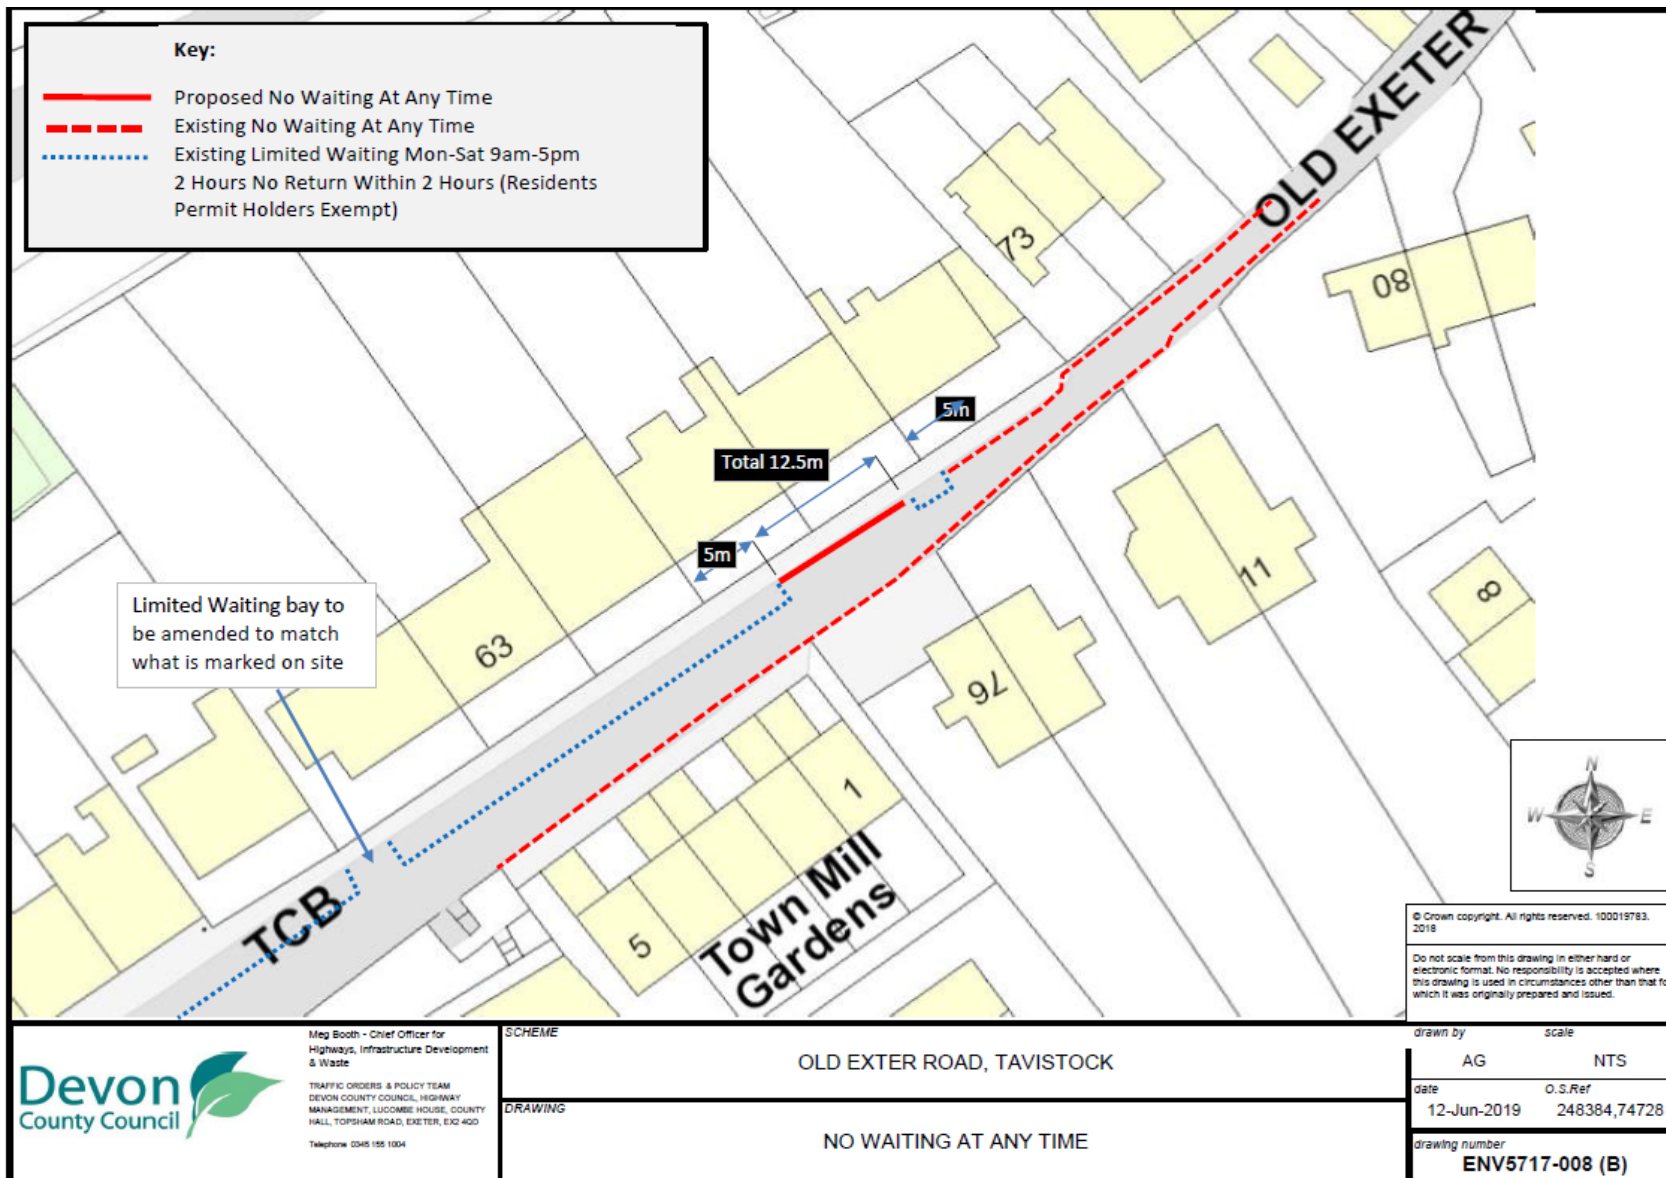 Key:
Proposed No Waiting At Any Time
Existing No Waiting At Any Time
Existing Limited Waiting Mon-Sat 9am-5pm
2 Hours No Return Within 2 Hours (Residents
Permit Holders Exempt)
OLD EXETER
73
80
5m
Total 12.5m
5m
Limited Waiting bay to
be amended to match
what is marked on site
63
11
8
76
1
5
TCB
Town Mill
Gardens
N
W
E
S
© Crown copyright. All rights reserved. 100019783.
2018
Do not scale from this drawing in either hard or
electronic format. No responsibility is accepted where
this drawing is used in circumstances other than that fo
which it was originally prepared and issued.
Devon
County Council
Meg Booth - Chief Officer for
Highways, Infrastructure Development
& Waste
TRAFFIC ORDERS & POLICY TEAM
DEVON COUNTY COUNCIL, HIGHWAY
MANAGEMENT, LUCOMBE HOUSE, COUNTY
HALL, TOPSHAM ROAD, EXETER, EX2 4QD
Telephone 0345 155 1004
SCHEME
OLD EXTER ROAD, TAVISTOCK
DRAWING
NO WAITING AT ANY TIME
drawn by
scale
AG
NTS
date
O.S.Ref
12-Jun-2019
248384,74728
drawing number
ENV5717-008 (B)